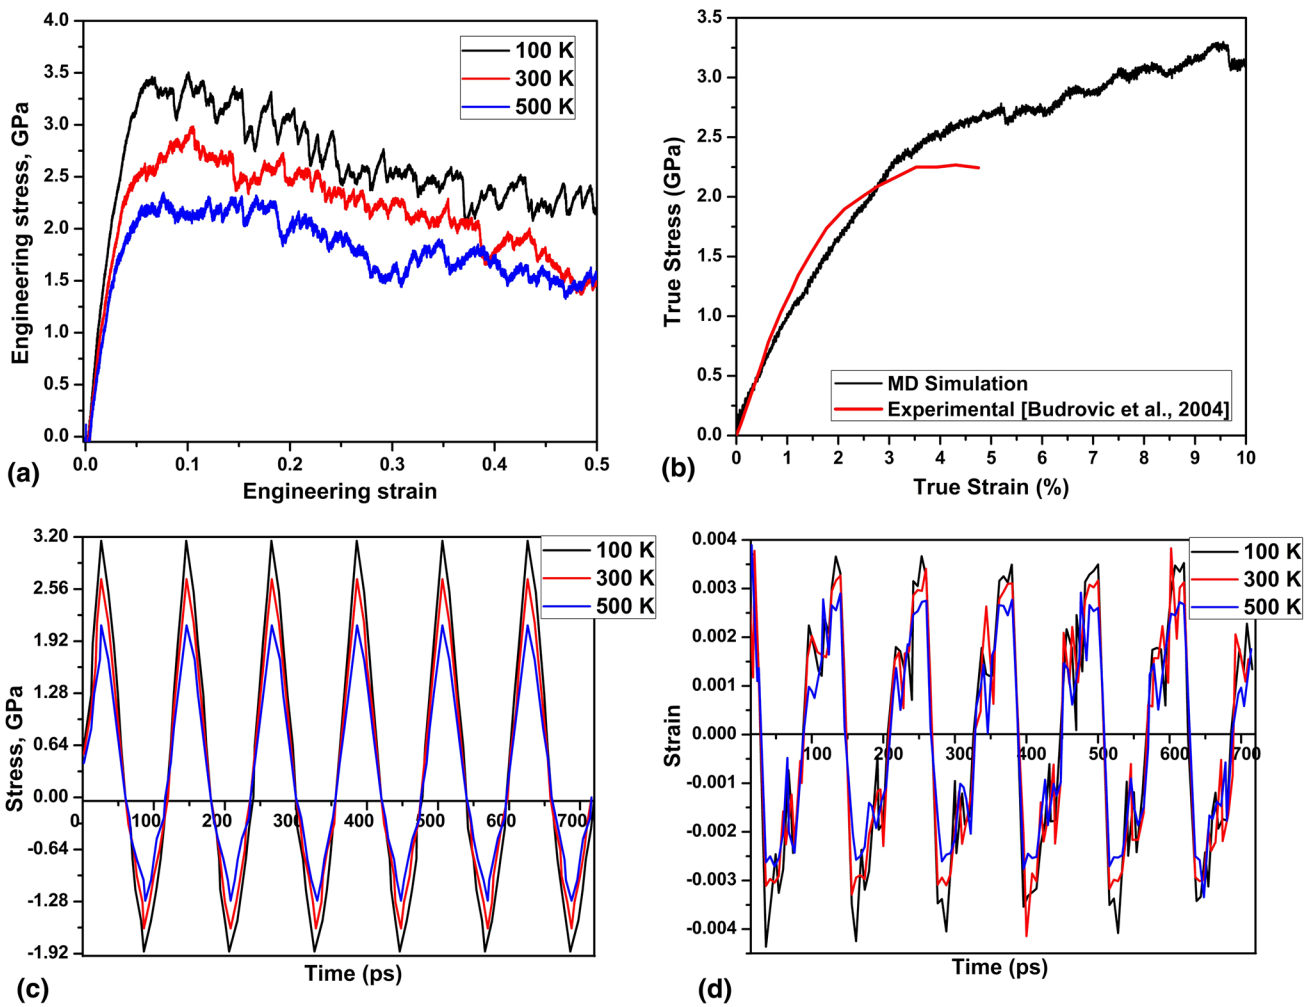 4.0
3.5
3.0
2.5
2.0
1.5
1.0
0.5
0.0
Engineering stress, GPa
100 K
300 K
500 K
0.0 0.1 0.2 0.3 0.4 0.5
Engineering strain
(a)
3.5
3.0
2.5
2.0
1.5
1.0
0.5
0.0
True Stress (GPa)
MD Simulation
Experimental [Budrovic et al., 2004]
0 1 2 3 4 5 6 7 8 9 10
True Strain (%)
(b)
3.20
2.56
1.92
1.28
0.64
0.00
-0.64
-1.28
-1.92
Stress, GPa
100 K
300 K
500 K
0 100 200 300 400 500 600 700
Time (ps)
(c)
0.004
0.003
0.002
0.001
0.000
-0.001
-0.002
-0.003
-0.004
Strain
100 K
300 K
500 K
100 200 300 400 500 600 700
Time (ps)
(d)